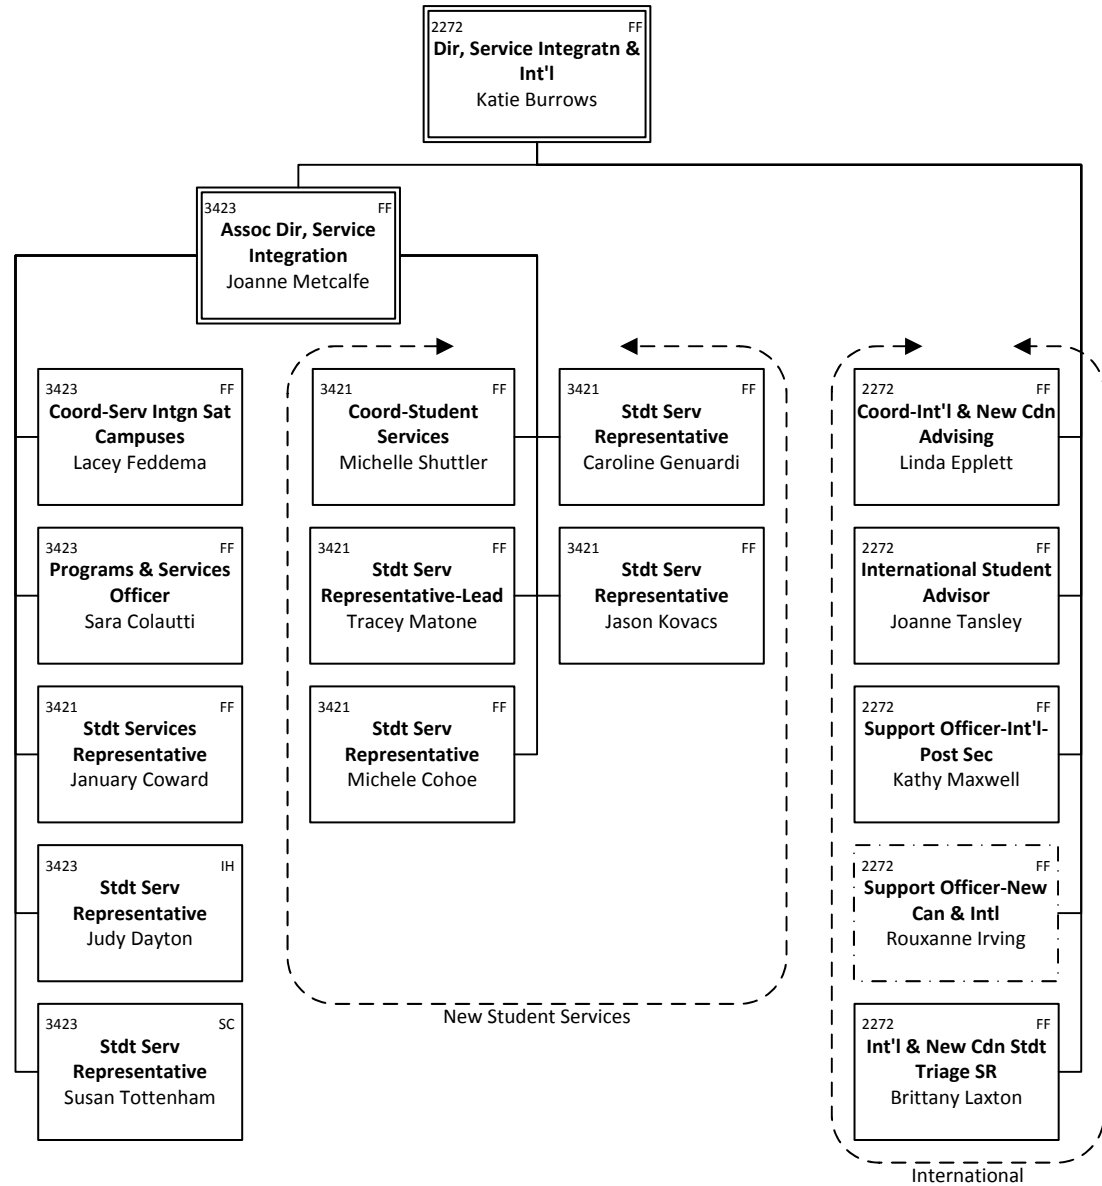 2272 FF
Dir, Service Integratn &
Int'l
Katie Burrows
3423 FF
Assoc Dir, Service
Integration
Joanne Metcalfe
3423 FF
Coord-Serv Intgn Sat
Campuses
Lacey Feddema
3423 FF
Programs & Services
Officer
Sara Colautti
3421 FF
Stdt Services
Representative
January Coward
3423 IH
Stdt Serv
Representative
Judy Dayton
3423 SC
Stdt Serv
Representative
Susan Tottenham
3421 FF
Coord-Student
Services
Michelle Shuttler
3421 FF
Stdt Serv
Representative-Lead
Tracey Matone
3421 FF
Stdt Serv
Representative
Michele Cohoe
3421 FF
Stdt Serv
Representative
Caroline Genuardi
3421 FF
Stdt Serv
Representative
Jason Kovacs
New Student Services
2272 FF
Coord-Int'l & New Cdn
Advising
Linda Epplett
2272 FF
International Student
Advisor
Joanne Tansley
2272 FF
Support Officer-Int'l-
Post Sec
Kathy Maxwell
2272 FF
Support Officer-New
Can & Intl
Rouxanne Irving
2272 FF
Int'l & New Cdn Stdt
Triage SR
Brittany Laxton
International